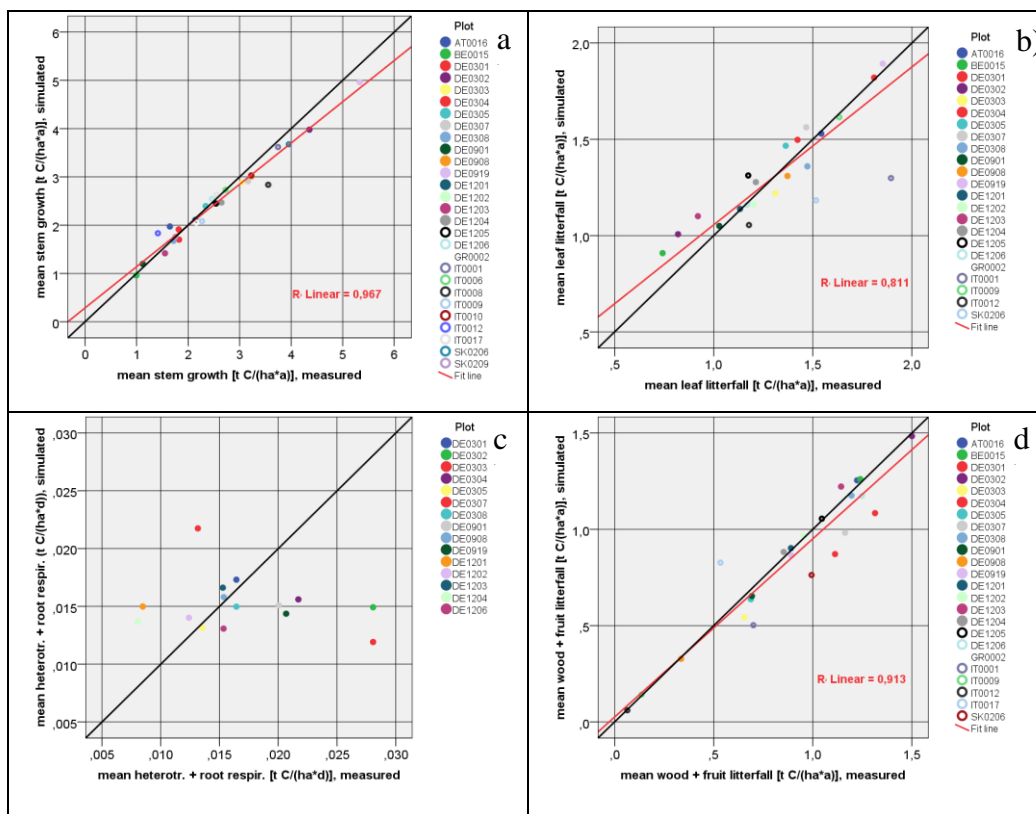 a
6
5
4
3
2
1
0
0 1 2 3 4 5 6
mean stem growth [t C/(ha*a)], simulated
mean stem growth [t C/(ha*a)], measured
R· Linear = 0,967
Plot
AT0016
BE0015
DE0301
DE0302
DE0303
DE0304
DE0305
DE0307
DE0308
DE0901
DE0908
DE0919
DE1201
DE1202
DE1203
DE1204
DE1205
DE1206
GR0002
IT0001
IT0006
IT0008
IT0009
IT0010
IT0012
IT0017
SK0206
SK0209
Fit line
b)
2,0
1,5
1,0
,5
,5 1,0 1,5 2,0
mean leaf litterfall [t C/(ha*a)], simulated
mean leaf litterfall [t C/(ha*a)], measured
R· Linear = 0,811
Plot
AT0016
BE0015
DE0301
DE0302
DE0303
DE0304
DE0305
DE0307
DE0308
DE0901
DE0908
DE0919
DE1201
DE1202
DE1203
DE1204
DE1205
DE1206
GR0002
IT0001
IT0009
IT0012
SK0206
Fit line
c
,030
,025
,020
,015
,010
,005
,005 ,010 ,015 ,020 ,025 ,030
mean heterotr. + root respir. (t C/(ha*d)), simulated
mean heterotr. + root respir. [t C/(ha*d)], measured
Plot
DE0301
DE0302
DE0303
DE0304
DE0305
DE0307
DE0308
DE0901
DE0908
DE0919
DE1201
DE1202
DE1203
DE1204
DE1206
d
1,5
1,0
,5
,0
,0 ,5 1,0 1,5
mean wood + fruit litterfall [t C/(ha*a)], simulated
mean wood + fruit litterfall [t C/(ha*a)], measured
R· Linear = 0,913
Plot
AT0016
BE0015
DE0301
DE0302
DE0303
DE0304
DE0305
DE0307
DE0308
DE0901
DE0908
DE0919
DE1201
DE1202
DE1203
DE1204
DE1205
DE1206
GR0002
IT0001
IT0009
IT0012
IT0017
SK0206
Fit line